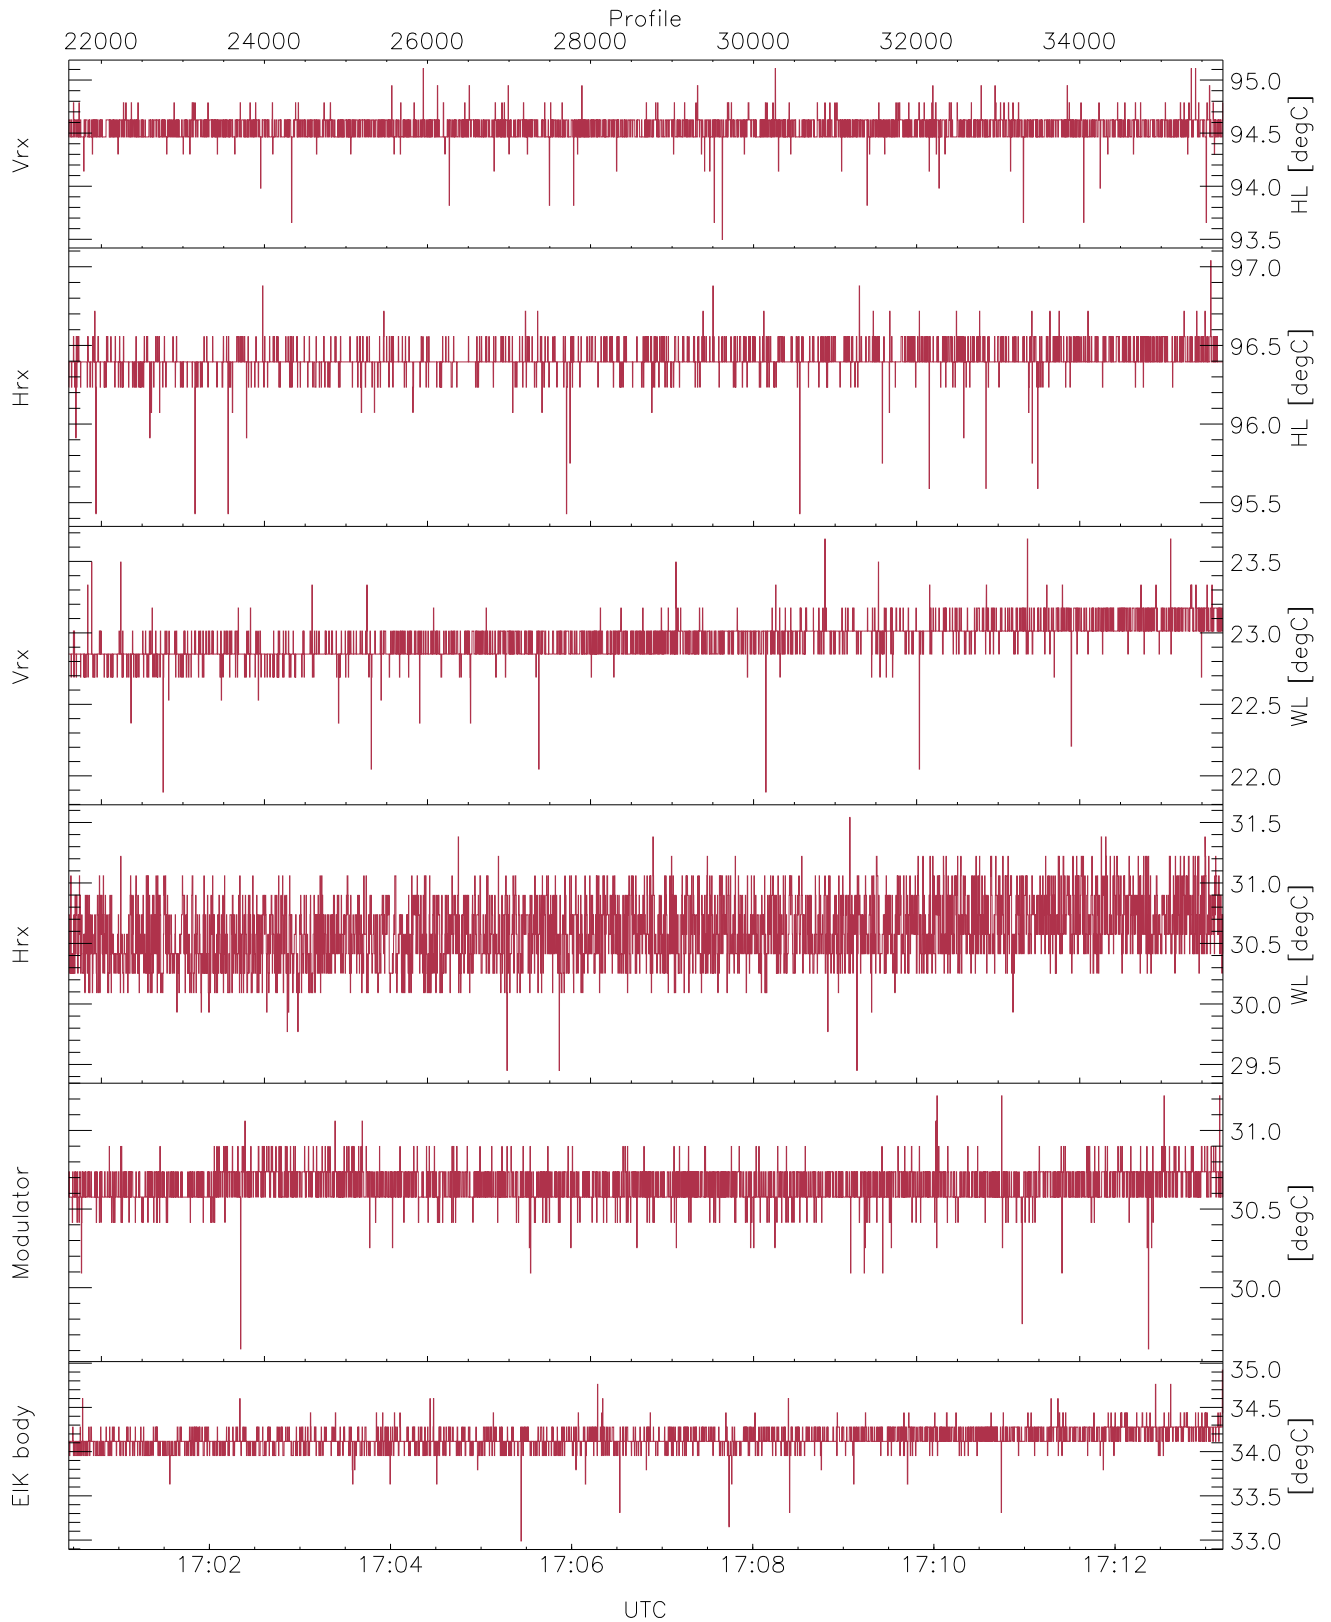 Profile
22000 24000 26000 28000 30000 32000 34000
Vrx
95.0
94.5
94.0
93.5
HL [degC]
Hrx
97.0
96.5
96.0
95.5
HL [degC]
Vrx
23.5
23.0
22.5
22.0
WL [degC]
Hrx
31.5
31.0
30.5
30.0
29.5
WL [degC]
Modulator
31.0
30.5
30.0
[degC]
EIK body
35.0
34.5
34.0
33.5
33.0
[degC]
17:02 17:04 17:06 17:08 17:10 17:12
UTC